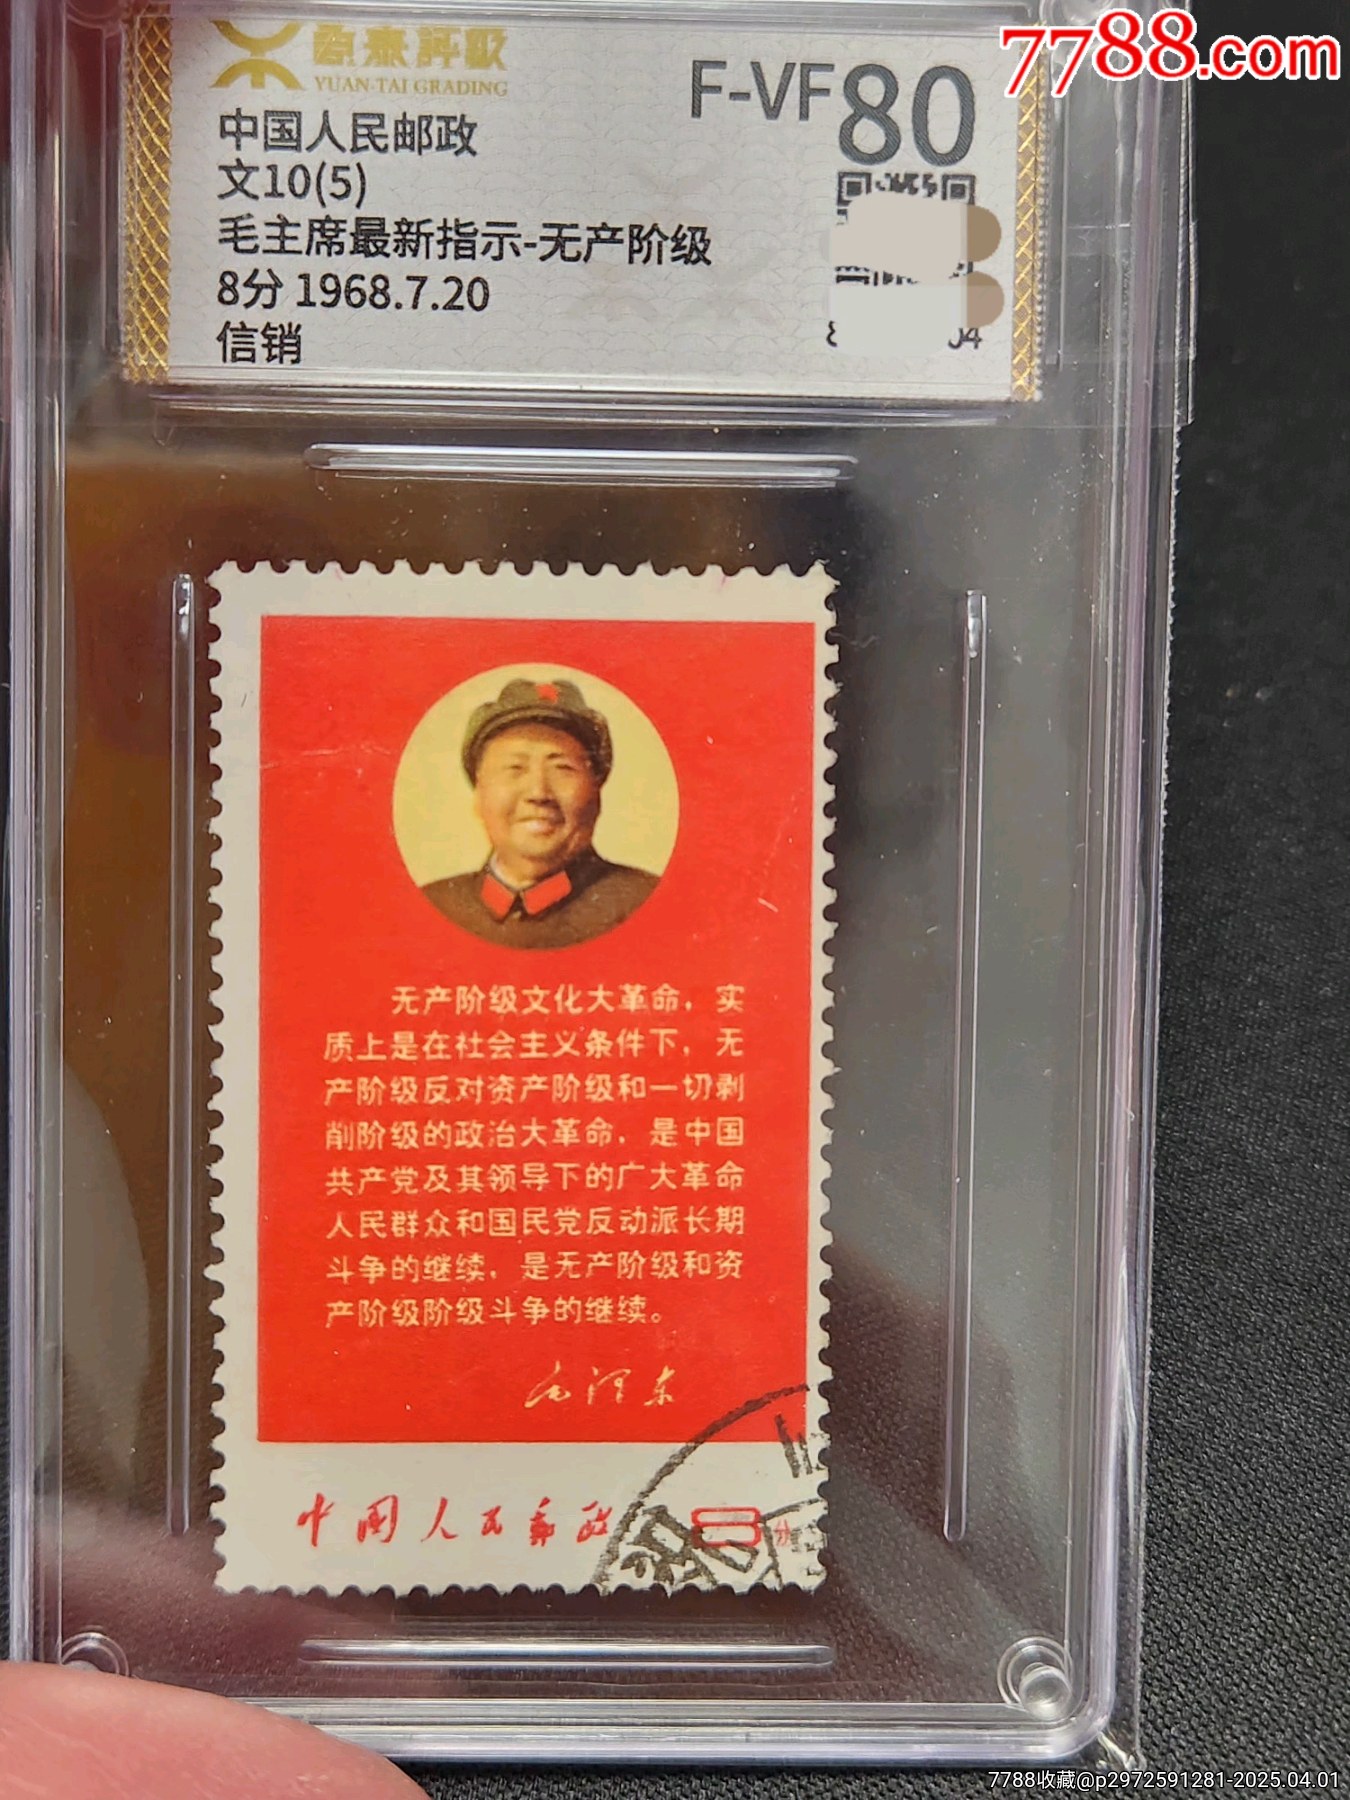 7788.com
源泰評級
YUAN·TAI GRADING
F-VF80
中国人民邮政
文10(5)
毛主席最新指示-无产阶级
8分 1968.7.20
信销
无产阶级文化大革命，实
质上是在社会主义条件下，无
产阶级反对资产阶级和一切剥
削阶级的政治大革命，是中国
共产党及其领导下的广大革命
人民群众和国民党反动派长期
斗争的继续，是无产阶级和资
产阶级阶级斗争的继续。
毛泽东
中国人民邮政 8分
7788收藏@p2972591281-2025.04.01